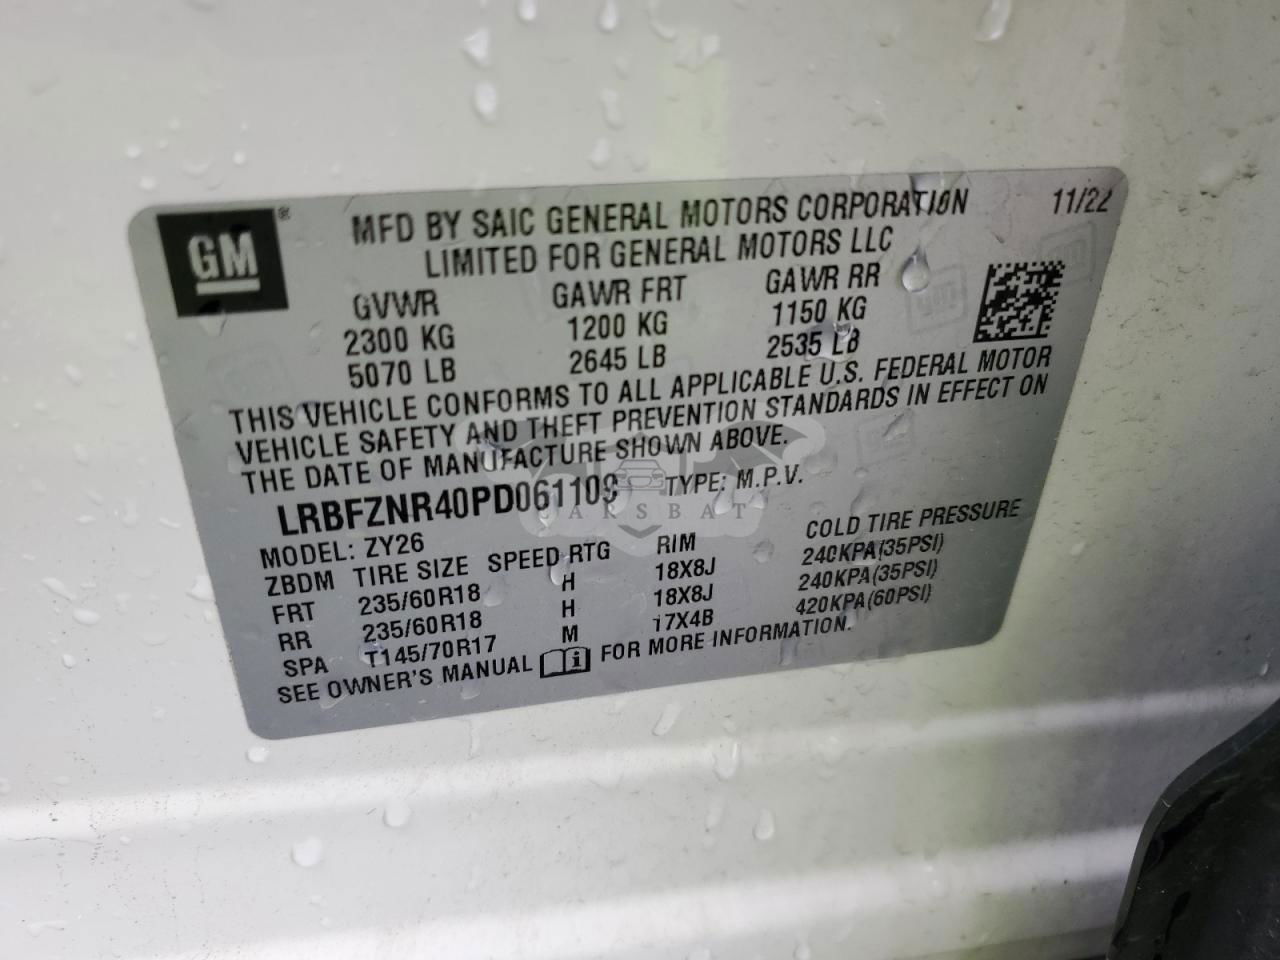 GM ®
MFD BY SAIC GENERAL MOTORS CORPORATION 11/22
LIMITED FOR GENERAL MOTORS LLC
GVWR GAWR FRT GAWR RR
2300 KG 1200 KG 1150 KG
5070 LB 2645 LB 2535 LB
THIS VEHICLE CONFORMS TO ALL APPLICABLE U.S. FEDERAL MOTOR
VEHICLE SAFETY AND THEFT PREVENTION STANDARDS IN EFFECT ON
THE DATE OF MANUFACTURE SHOWN ABOVE.
LRBFZNR40PD061109 TYPE: M.P.V.
CARSBAT
MODEL: ZY26
ZBDM TIRE SIZE SPEED RTG RIM COLD TIRE PRESSURE
FRT 235/60R18 H 18X8J 240KPA(35PSI)
RR 235/60R18 H 18X8J 240KPA(35PSI)
SPA T145/70R17 M 17X4B 420KPA(60PSI)
SEE OWNER'S MANUAL i FOR MORE INFORMATION.